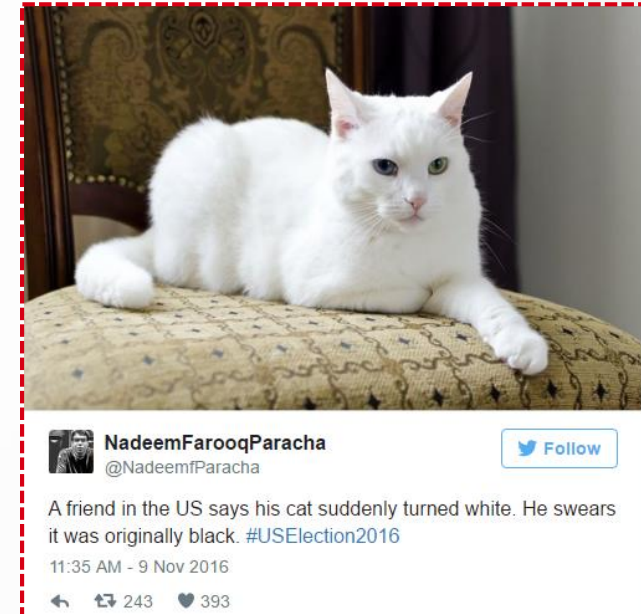 NadeemFarooqParacha
Follow
@NadeemfParacha
A friend in the US says his cat suddenly turned white. He swears
it was originally black. #USElection2016
11:35 AM - 9 Nov 2016
243 393